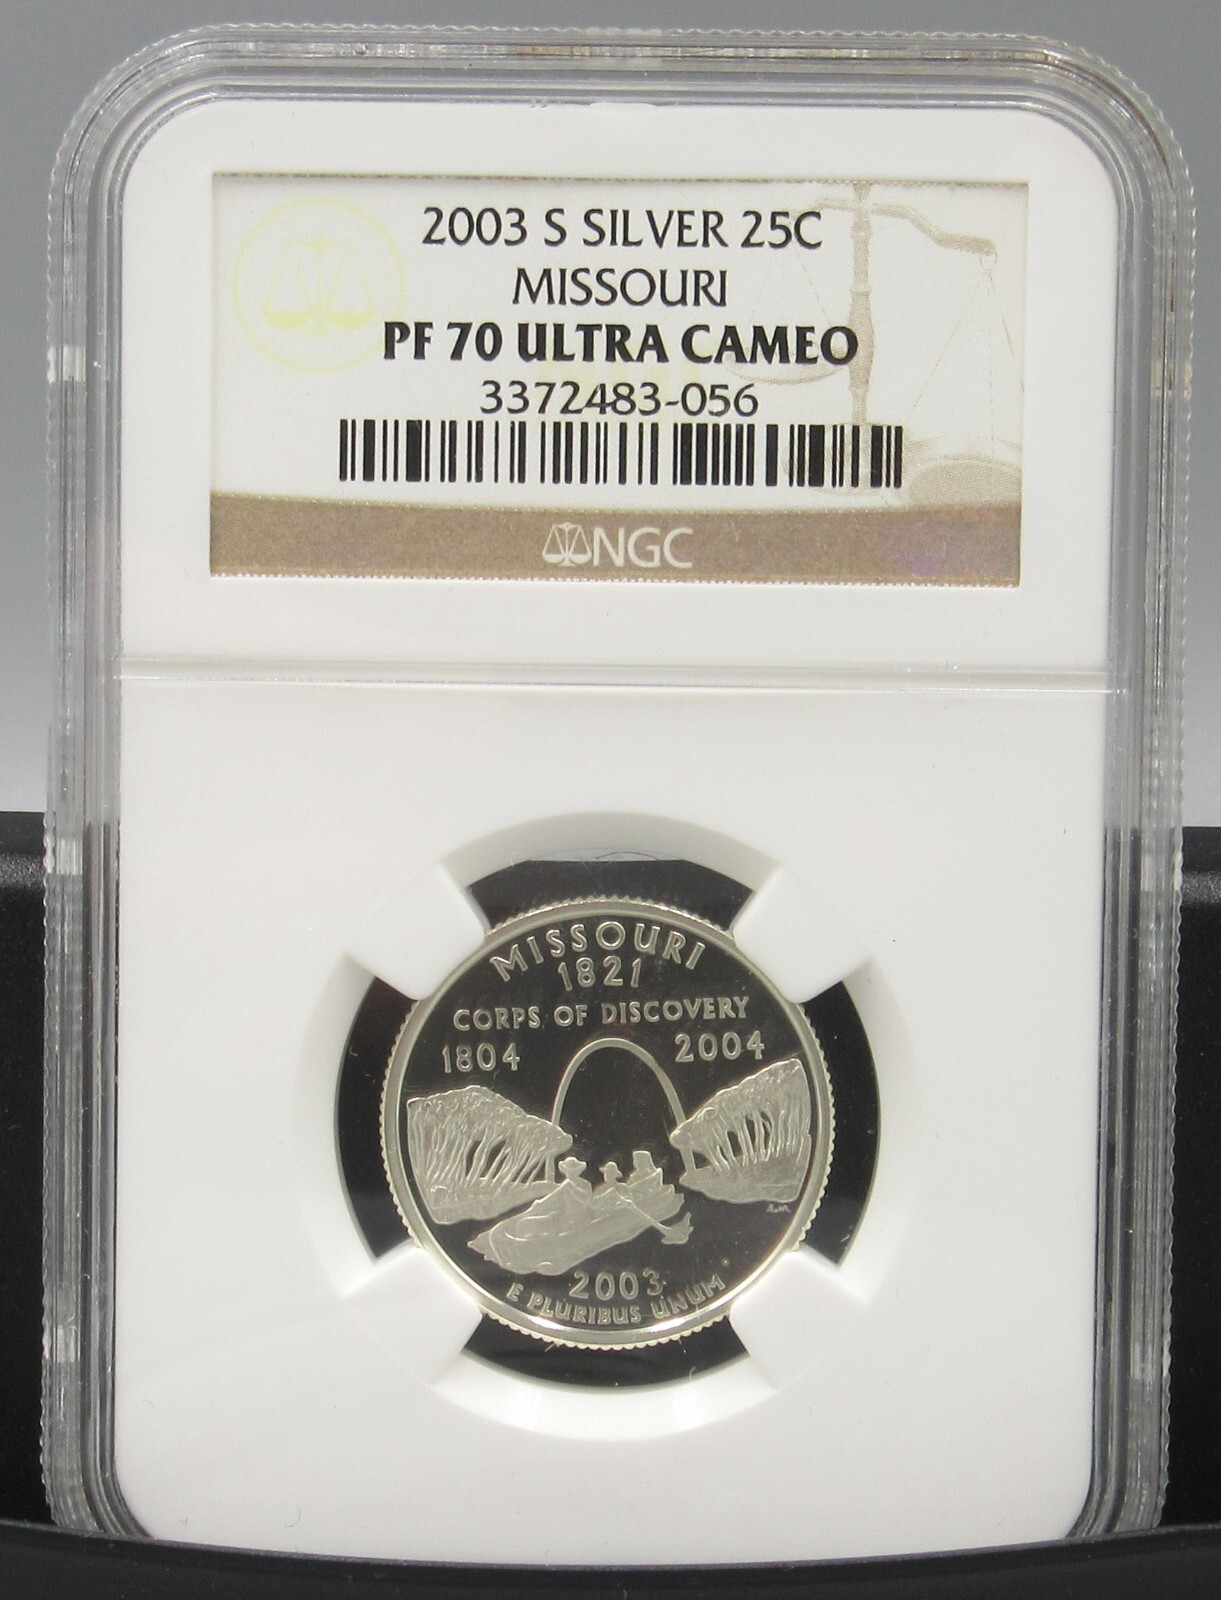 2003 S SILVER 25C
MISSOURI
PF 70 ULTRA CAMEO
3372483-056
NGC
MISSOURI
1821
CORPS OF DISCOVERY
1804 2004
2003
E PLURIBUS UNUM